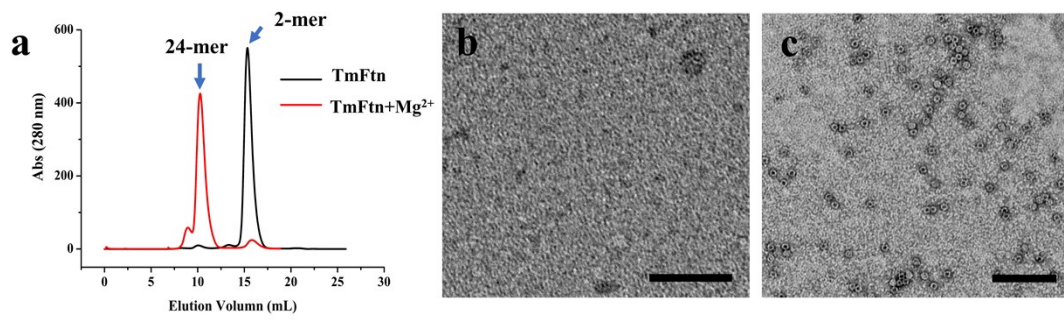 a
2-mer
24-mer
TmFtn
TmFtn+Mg²⁺
Abs (280 nm)
600
400
200
0
0 5 10 15 20 25 30
Elution Volumn (mL)
b
c